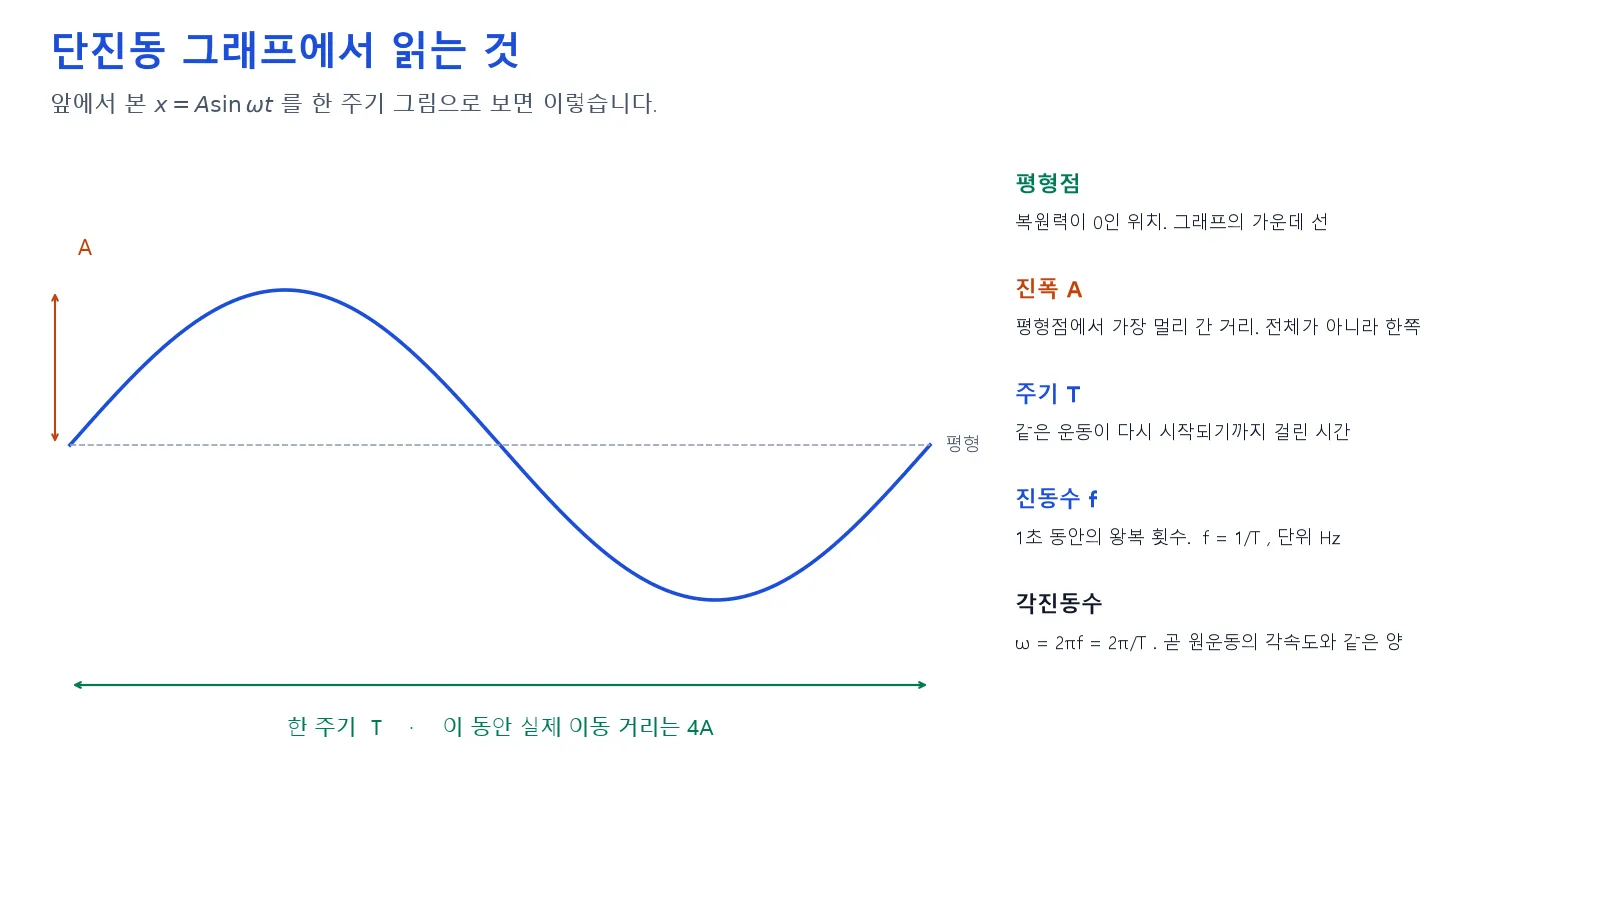 단진동 그래프에서 읽는 것
앞에서 본 x = A sin ωt 를 한 주기 그림으로 보면 이렇습니다.
A
평형
한 주기 T · 이 동안 실제 이동 거리는 4A
평형점
복원력이 0인 위치. 그래프의 가운데 선
진폭 A
평형점에서 가장 멀리 간 거리. 전체가 아니라 한쪽
주기 T
같은 운동이 다시 시작되기까지 걸린 시간
진동수 f
1초 동안의 왕복 횟수. f = 1/T , 단위 Hz
각진동수
ω = 2πf = 2π/T . 곧 원운동의 각속도와 같은 양